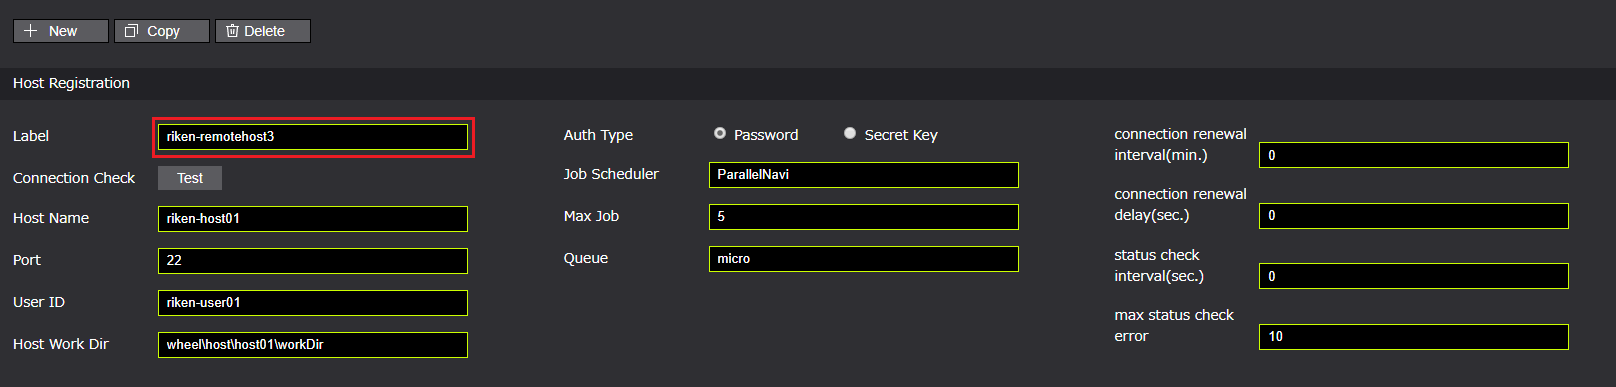 New Copy Delete
Host Registration
Label riken-remotehost3
Connection Check Test
Host Name riken-host01
Port 22
User ID riken-user01
Host Work Dir wheel\host\host01\workDir
Auth Type Password Secret Key
Job Scheduler ParallelNavi
Max Job 5
Queue micro
connection renewal
interval(min.) 0
connection renewal
delay(sec.) 0
status check
interval(sec.) 0
max status check
error 10